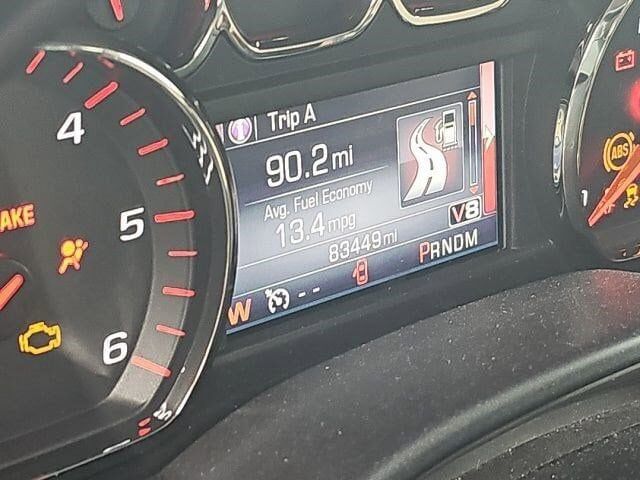 Trip A
90.2 mi
Avg. Fuel Economy
13.4 mpg
V8
83449 mi
PRNDM
W --
4
5
6
AKE
ABS